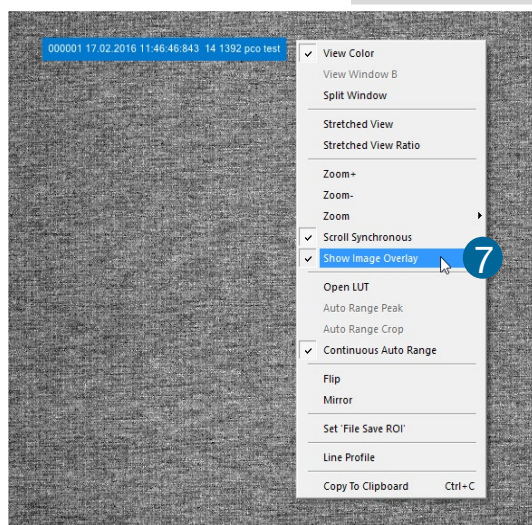 000001 17.02.2016 11:46:46:843 14 1392 pco test
View Color
View Window B
Split Window
Stretched View
Stretched View Ratio
Zoom+
Zoom-
Zoom
Scroll Synchronous
Show Image Overlay
7
Open LUT
Auto Range Peak
Auto Range Crop
Continuous Auto Range
Flip
Mirror
Set 'File Save ROI'
Line Profile
Copy To Clipboard Ctrl+C